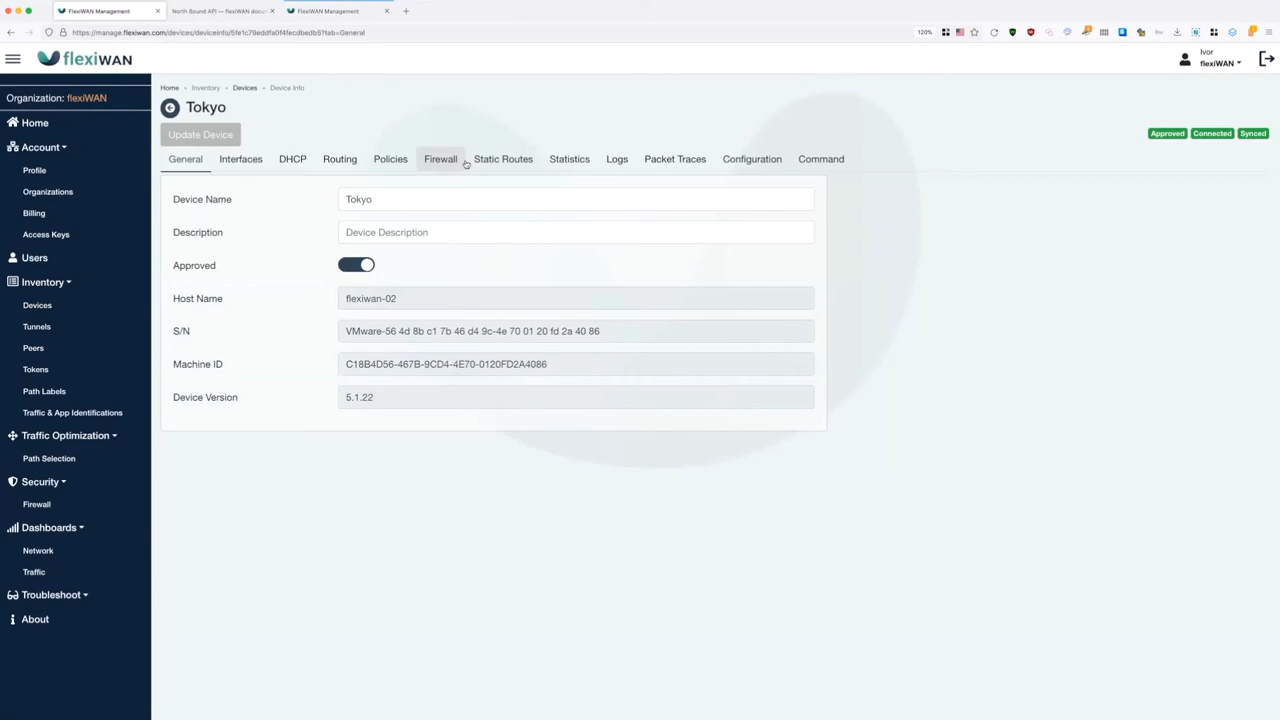 FlexiWAN Management
North Bound API — flexiWAN docu
FlexiWAN Management
https://manage.flexiwan.com/devices/deviceinfo/5fe1c79eddfa0f4fecdbedb5?tab=General
120%
flexiWAN
Ivor
flexiWAN
Organization: flexiWAN
Home
Account
Profile
Organizations
Billing
Access Keys
Users
Inventory
Devices
Tunnels
Peers
Tokens
Path Labels
Traffic & App Identifications
Traffic Optimization
Path Selection
Security
Firewall
Dashboards
Network
Traffic
Troubleshoot
About
Home › Inventory › Devices › Device Info
Tokyo
Update Device
Approved Connected Synced
General Interfaces DHCP Routing Policies Firewall Static Routes Statistics Logs Packet Traces Configuration Command
Device Name Tokyo
Description Device Description
Approved
Host Name flexiwan-02
S/N VMware-56 4d 8b c1 7b 46 d4 9c-4e 70 01 20 fd 2a 40 86
Machine ID C18B4D56-467B-9CD4-4E70-0120FD2A4086
Device Version 5.1.22